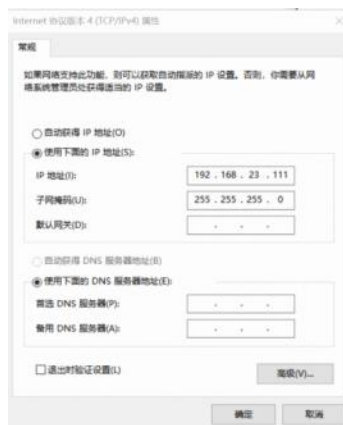 Internet 协议版本 4 (TCP/IPv4) 属性
常规
如果网络支持此功能，则可以获取自动指派的 IP 设置。否则，你需要从网
络系统管理员处获得适当的 IP 设置。
自动获得 IP 地址(O)
使用下面的 IP 地址(S):
IP 地址(I):
192 . 168 . 23 . 111
子网掩码(U):
255 . 255 . 255 . 0
默认网关(D):
. . .
自动获得 DNS 服务器地址(B)
使用下面的 DNS 服务器地址(E):
首选 DNS 服务器(P):
. . .
备用 DNS 服务器(A):
. . .
退出时验证设置(L)
高级(V)...
确定
取消